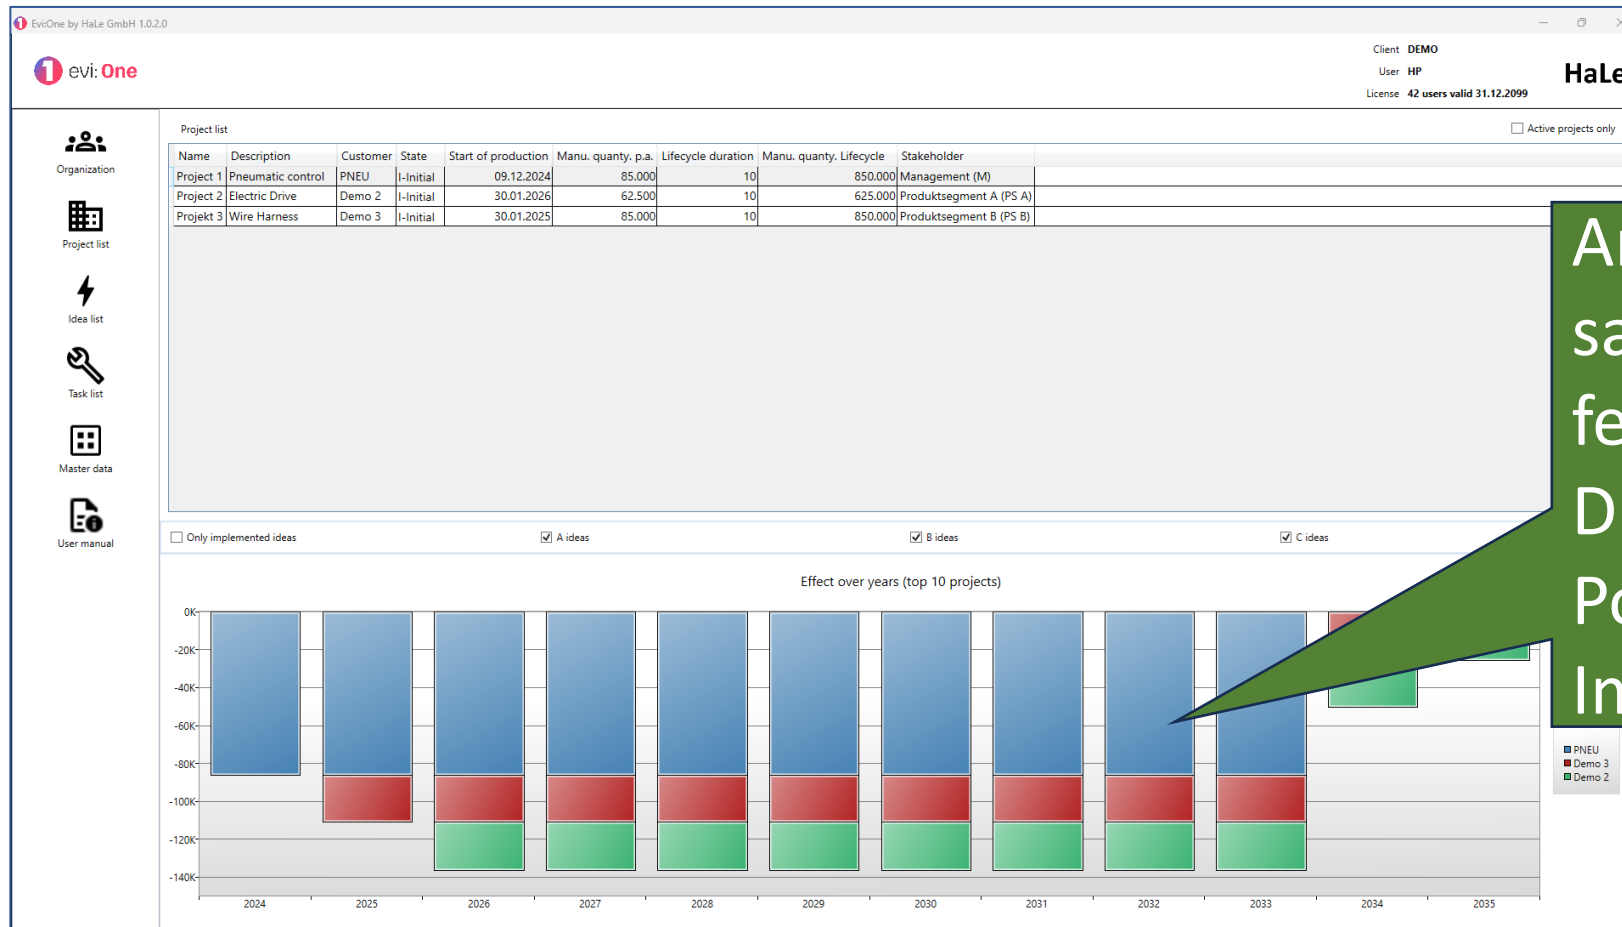 Evi:One by HaLe GmbH 1.0.2.0
evi: One
Client DEMO
User HP
License 42 users valid 31.12.2099
HaLe
Organization
Project list
Idea list
Task list
Master data
User manual
Project list
Active projects only
Name Description Customer State Start of production Manu. quanty. p.a. Lifecycle duration Manu. quanty. Lifecycle Stakeholder
Project 1 Pneumatic control PNEU I-Initial 09.12.2024 85.000 10 850.000 Management (M)
Project 2 Electric Drive Demo 2 I-Initial 30.01.2026 62.500 10 625.000 Produktsegment A (PS A)
Projekt 3 Wire Harness Demo 3 I-Initial 30.01.2025 85.000 10 850.000 Produktsegment B (PS B)
Only implemented ideas
A ideas
B ideas
C ideas
Effect over years (top 10 projects)
0K
-20K
-40K
-60K
-80K
-100K
-120K
-140K
2024 2025 2026 2027 2028 2029 2030 2031 2032 2033 2034 2035
PNEU
Demo 3
Demo 2